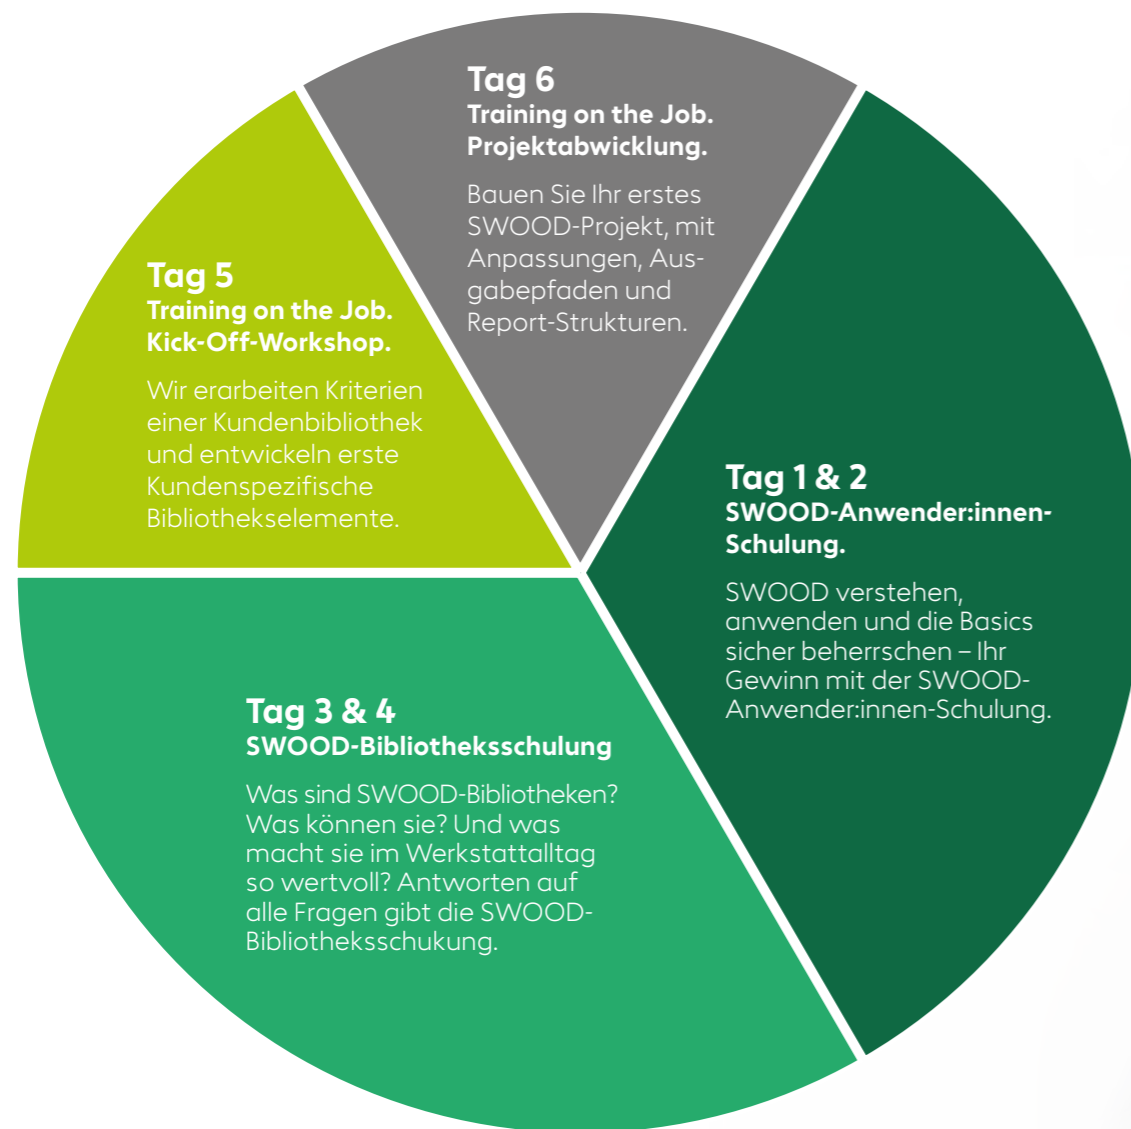 Tag 6
Training on the Job.
Projektabwicklung.
Bauen Sie Ihr erstes
SWOOD-Projekt, mit
Anpassungen, Aus-
gabepfaden und
Report-Strukturen.
Tag 5
Training on the Job.
Kick-Off-Workshop.
Wir erarbeiten Kriterien
einer Kundenbibliothek
und entwickeln erste
Kundenspezifische
Bibliothekselemente.
Tag 1 & 2
SWOOD-Anwender:innen-
Schulung.
SWOOD verstehen,
anwenden und die Basics
sicher beherrschen – Ihr
Gewinn mit der SWOOD-
Anwender:innen-Schulung.
Tag 3 & 4
SWOOD-Bibliotheksschulung
Was sind SWOOD-Bibliotheken?
Was können sie? Und was
macht sie im Werkstattalltag
so wertvoll? Antworten auf
alle Fragen gibt die SWOOD-
Bibliotheksschukung.